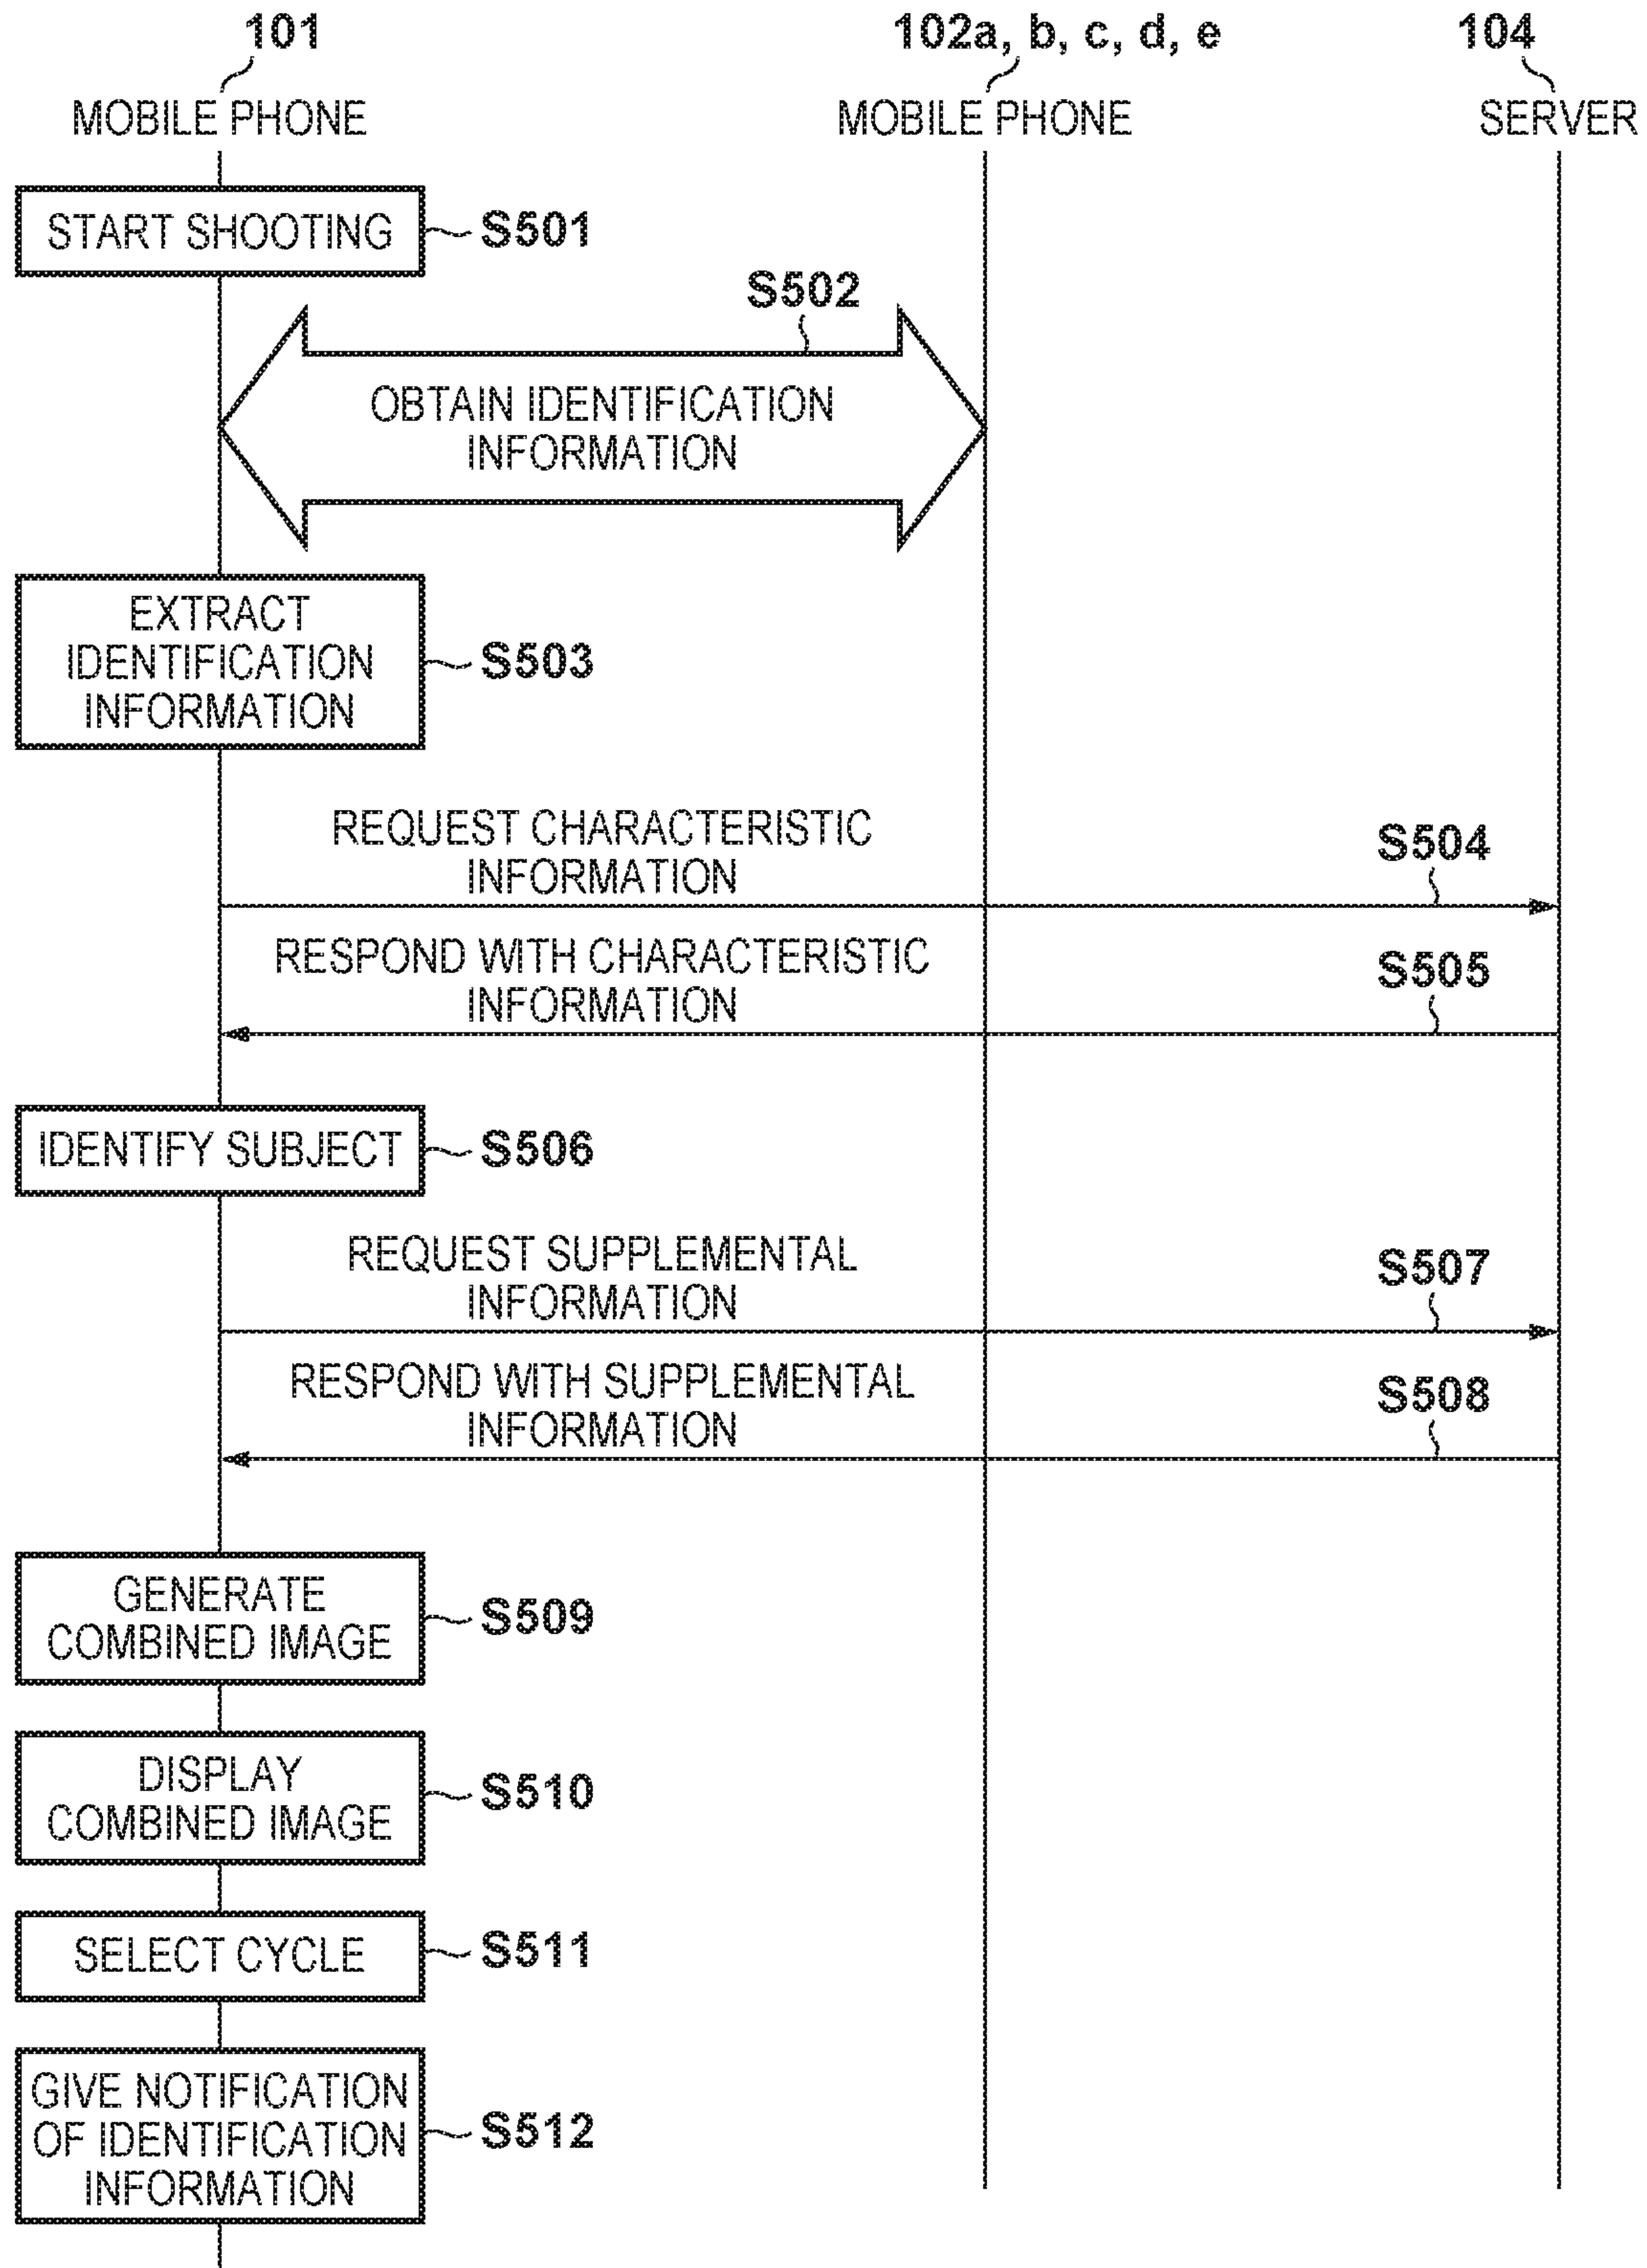 101
102a, b, c, d, e
104
MOBILE PHONE
MOBILE PHONE
SERVER
START SHOOTING
S501
S502
OBTAIN IDENTIFICATION
INFORMATION
EXTRACT
IDENTIFICATION
INFORMATION
S503
REQUEST CHARACTERISTIC
INFORMATION
S504
RESPOND WITH CHARACTERISTIC
INFORMATION
S505
IDENTIFY SUBJECT
S506
REQUEST SUPPLEMENTAL
INFORMATION
S507
RESPOND WITH SUPPLEMENTAL
INFORMATION
S508
GENERATE
COMBINED IMAGE
S509
DISPLAY
COMBINED IMAGE
S510
SELECT CYCLE
S511
GIVE NOTIFICATION
OF IDENTIFICATION
INFORMATION
S512